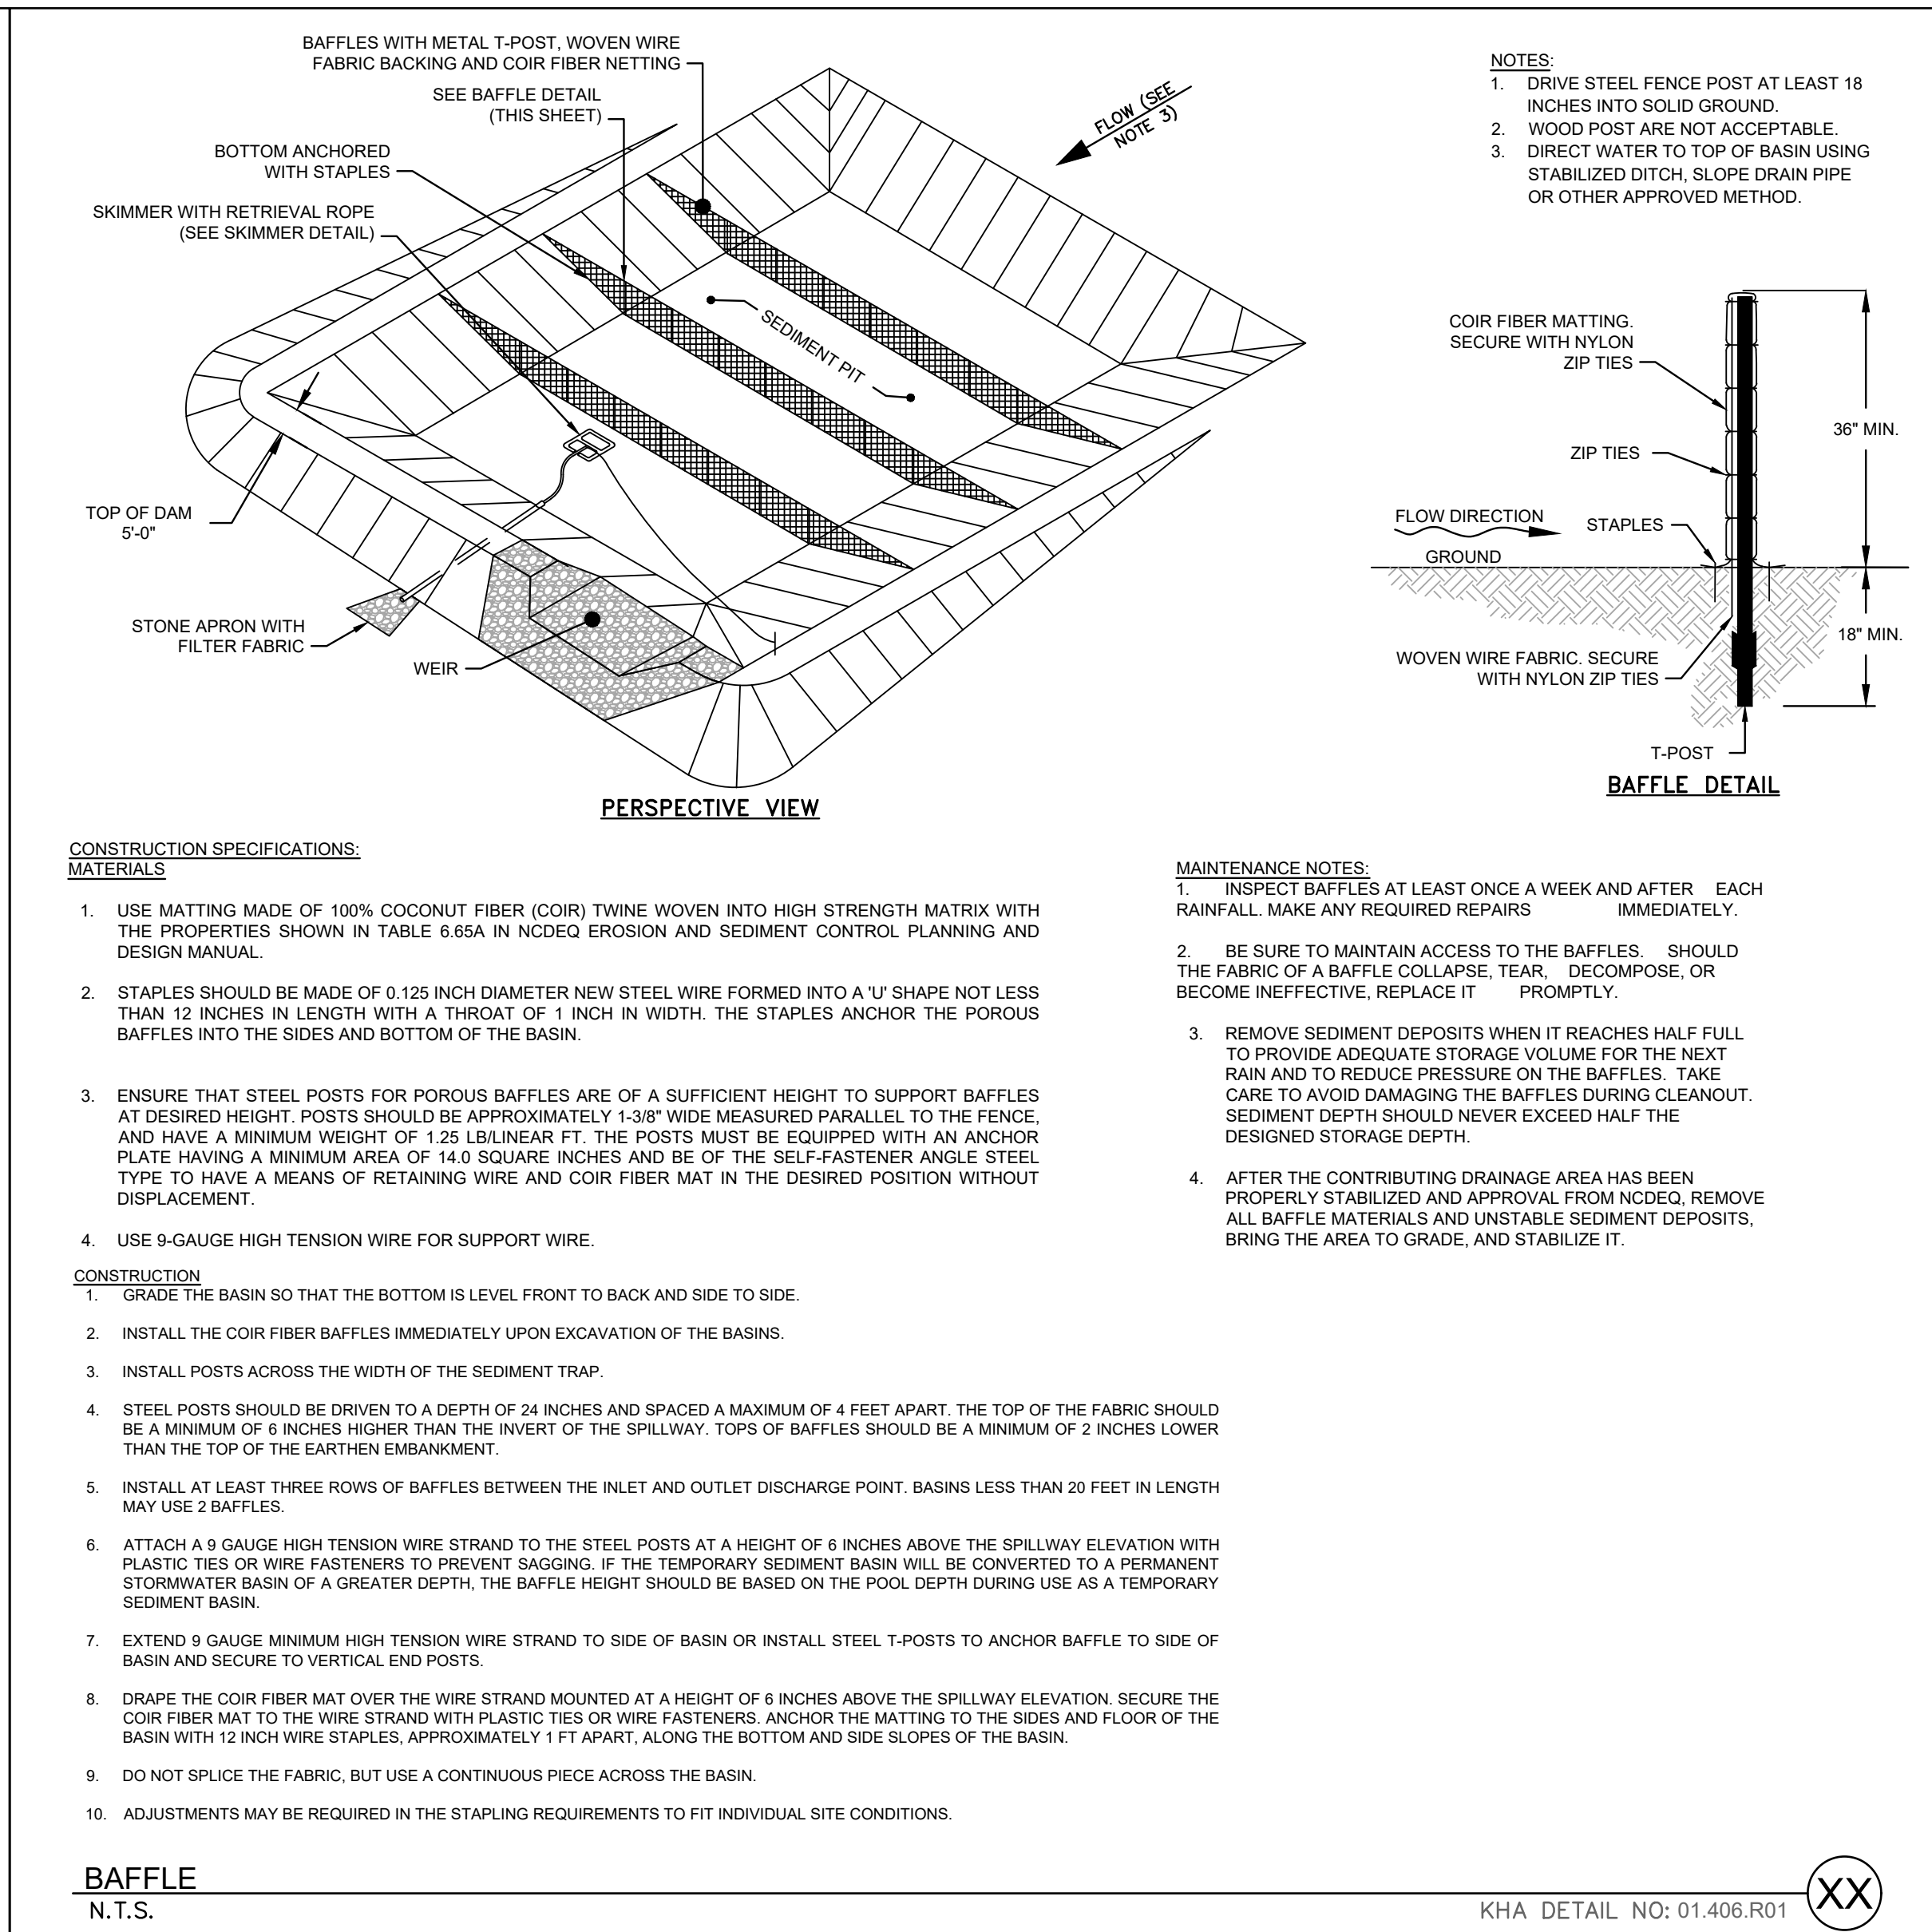 BAFFLES WITH METAL T-POST, WOVEN WIRE
FABRIC BACKING AND COIR FIBER NETTING
SEE BAFFLE DETAIL
(THIS SHEET)
BOTTOM ANCHORED
WITH STAPLES
SKIMMER WITH RETRIEVAL ROPE
(SEE SKIMMER DETAIL)
FLOW (SEE
NOTE 3)
SEDIMENT PIT
TOP OF DAM
5'-0"
STONE APRON WITH
FILTER FABRIC
WEIR
PERSPECTIVE VIEW
NOTES:
1. DRIVE STEEL FENCE POST AT LEAST 18
INCHES INTO SOLID GROUND.
2. WOOD POST ARE NOT ACCEPTABLE.
3. DIRECT WATER TO TOP OF BASIN USING
STABILIZED DITCH, SLOPE DRAIN PIPE
OR OTHER APPROVED METHOD.
COIR FIBER MATTING.
SECURE WITH NYLON
ZIP TIES
36" MIN.
ZIP TIES
FLOW DIRECTION
STAPLES
GROUND
18" MIN.
WOVEN WIRE FABRIC. SECURE
WITH NYLON ZIP TIES
T-POST
BAFFLE DETAIL
CONSTRUCTION SPECIFICATIONS:
MATERIALS
1. USE MATTING MADE OF 100% COCONUT FIBER (COIR) TWINE WOVEN INTO HIGH STRENGTH MATRIX WITH
THE PROPERTIES SHOWN IN TABLE 6.65A IN NCDEQ EROSION AND SEDIMENT CONTROL PLANNING AND
DESIGN MANUAL.
2. STAPLES SHOULD BE MADE OF 0.125 INCH DIAMETER NEW STEEL WIRE FORMED INTO A 'U' SHAPE NOT LESS
THAN 12 INCHES IN LENGTH WITH A THROAT OF 1 INCH IN WIDTH. THE STAPLES ANCHOR THE POROUS
BAFFLES INTO THE SIDES AND BOTTOM OF THE BASIN.
3. ENSURE THAT STEEL POSTS FOR POROUS BAFFLES ARE OF A SUFFICIENT HEIGHT TO SUPPORT BAFFLES
AT DESIRED HEIGHT. POSTS SHOULD BE APPROXIMATELY 1-3/8" WIDE MEASURED PARALLEL TO THE FENCE,
AND HAVE A MINIMUM WEIGHT OF 1.25 LB/LINEAR FT. THE POSTS MUST BE EQUIPPED WITH AN ANCHOR
PLATE HAVING A MINIMUM AREA OF 14.0 SQUARE INCHES AND BE OF THE SELF-FASTENER ANGLE STEEL
TYPE TO HAVE A MEANS OF RETAINING WIRE AND COIR FIBER MAT IN THE DESIRED POSITION WITHOUT
DISPLACEMENT.
4. USE 9-GAUGE HIGH TENSION WIRE FOR SUPPORT WIRE.
CONSTRUCTION
1. GRADE THE BASIN SO THAT THE BOTTOM IS LEVEL FRONT TO BACK AND SIDE TO SIDE.
2. INSTALL THE COIR FIBER BAFFLES IMMEDIATELY UPON EXCAVATION OF THE BASINS.
3. INSTALL POSTS ACROSS THE WIDTH OF THE SEDIMENT TRAP.
4. STEEL POSTS SHOULD BE DRIVEN TO A DEPTH OF 24 INCHES AND SPACED A MAXIMUM OF 4 FEET APART. THE TOP OF THE FABRIC SHOULD
BE A MINIMUM OF 6 INCHES HIGHER THAN THE INVERT OF THE SPILLWAY. TOPS OF BAFFLES SHOULD BE A MINIMUM OF 2 INCHES LOWER
THAN THE TOP OF THE EARTHEN EMBANKMENT.
5. INSTALL AT LEAST THREE ROWS OF BAFFLES BETWEEN THE INLET AND OUTLET DISCHARGE POINT. BASINS LESS THAN 20 FEET IN LENGTH
MAY USE 2 BAFFLES.
6. ATTACH A 9 GAUGE HIGH TENSION WIRE STRAND TO THE STEEL POSTS AT A HEIGHT OF 6 INCHES ABOVE THE SPILLWAY ELEVATION WITH
PLASTIC TIES OR WIRE FASTENERS TO PREVENT SAGGING. IF THE TEMPORARY SEDIMENT BASIN WILL BE CONVERTED TO A PERMANENT
STORMWATER BASIN OF A GREATER DEPTH, THE BAFFLE HEIGHT SHOULD BE BASED ON THE POOL DEPTH DURING USE AS A TEMPORARY
SEDIMENT BASIN.
7. EXTEND 9 GAUGE MINIMUM HIGH TENSION WIRE STRAND TO SIDE OF BASIN OR INSTALL STEEL T-POSTS TO ANCHOR BAFFLE TO SIDE OF
BASIN AND SECURE TO VERTICAL END POSTS.
8. DRAPE THE COIR FIBER MAT OVER THE WIRE STRAND MOUNTED AT A HEIGHT OF 6 INCHES ABOVE THE SPILLWAY ELEVATION. SECURE THE
COIR FIBER MAT TO THE WIRE STRAND WITH PLASTIC TIES OR WIRE FASTENERS. ANCHOR THE MATTING TO THE SIDES AND FLOOR OF THE
BASIN WITH 12 INCH WIRE STAPLES, APPROXIMATELY 1 FT APART, ALONG THE BOTTOM AND SIDE SLOPES OF THE BASIN.
9. DO NOT SPLICE THE FABRIC, BUT USE A CONTINUOUS PIECE ACROSS THE BASIN.
10. ADJUSTMENTS MAY BE REQUIRED IN THE STAPLING REQUIREMENTS TO FIT INDIVIDUAL SITE CONDITIONS.
MAINTENANCE NOTES:
1. INSPECT BAFFLES AT LEAST ONCE A WEEK AND AFTER EACH
RAINFALL. MAKE ANY REQUIRED REPAIRS IMMEDIATELY.
2. BE SURE TO MAINTAIN ACCESS TO THE BAFFLES. SHOULD
THE FABRIC OF A BAFFLE COLLAPSE, TEAR, DECOMPOSE, OR
BECOME INEFFECTIVE, REPLACE IT PROMPTLY.
3. REMOVE SEDIMENT DEPOSITS WHEN IT REACHES HALF FULL
TO PROVIDE ADEQUATE STORAGE VOLUME FOR THE NEXT
RAIN AND TO REDUCE PRESSURE ON THE BAFFLES. TAKE
CARE TO AVOID DAMAGING THE BAFFLES DURING CLEANOUT.
SEDIMENT DEPTH SHOULD NEVER EXCEED HALF THE
DESIGNED STORAGE DEPTH.
4. AFTER THE CONTRIBUTING DRAINAGE AREA HAS BEEN
PROPERLY STABILIZED AND APPROVAL FROM NCDEQ, REMOVE
ALL BAFFLE MATERIALS AND UNSTABLE SEDIMENT DEPOSITS,
BRING THE AREA TO GRADE, AND STABILIZE IT.
BAFFLE
N.T.S.
KHA DETAIL NO: 01.406.R01
XX